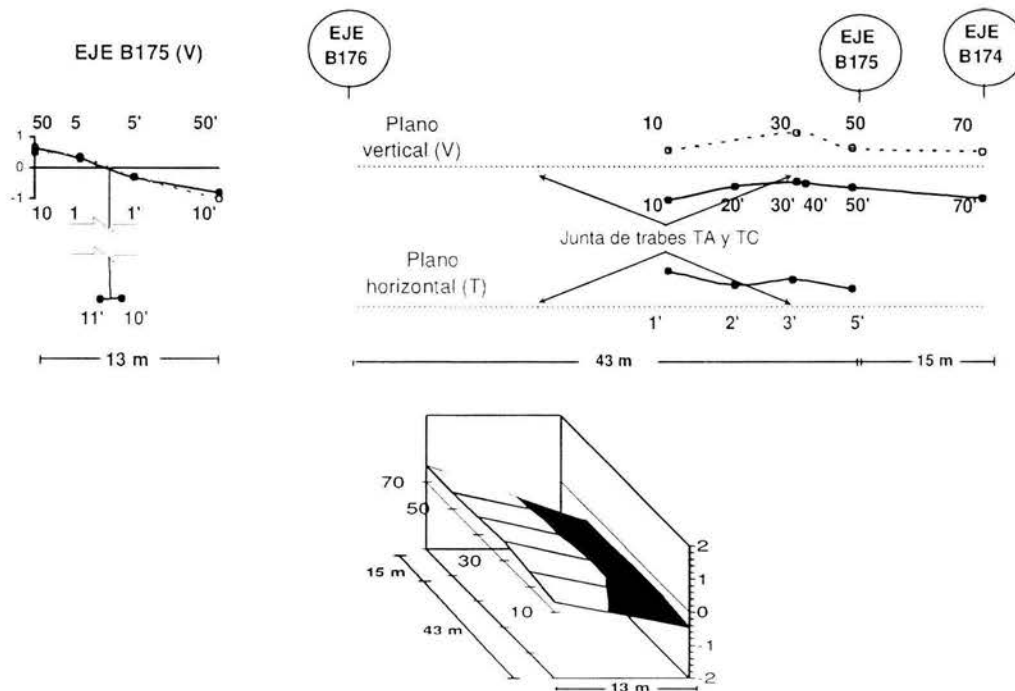 EJE B175 (V)
50 5 5' 50'
1
0
-1
10 1 1' 10'
11' 10'
13 m
EJE
B176
EJE
B175
EJE
B174
Plano
vertical (V)
10 30 50 70
10' 20' 30' 40' 50' 70'
Junta de trabes TA y TC
Plano
horizontal (T)
1' 2' 3' 5'
43 m 15 m
70
50
30
10
15 m
43 m
13 m
2
1
0
-1
-2